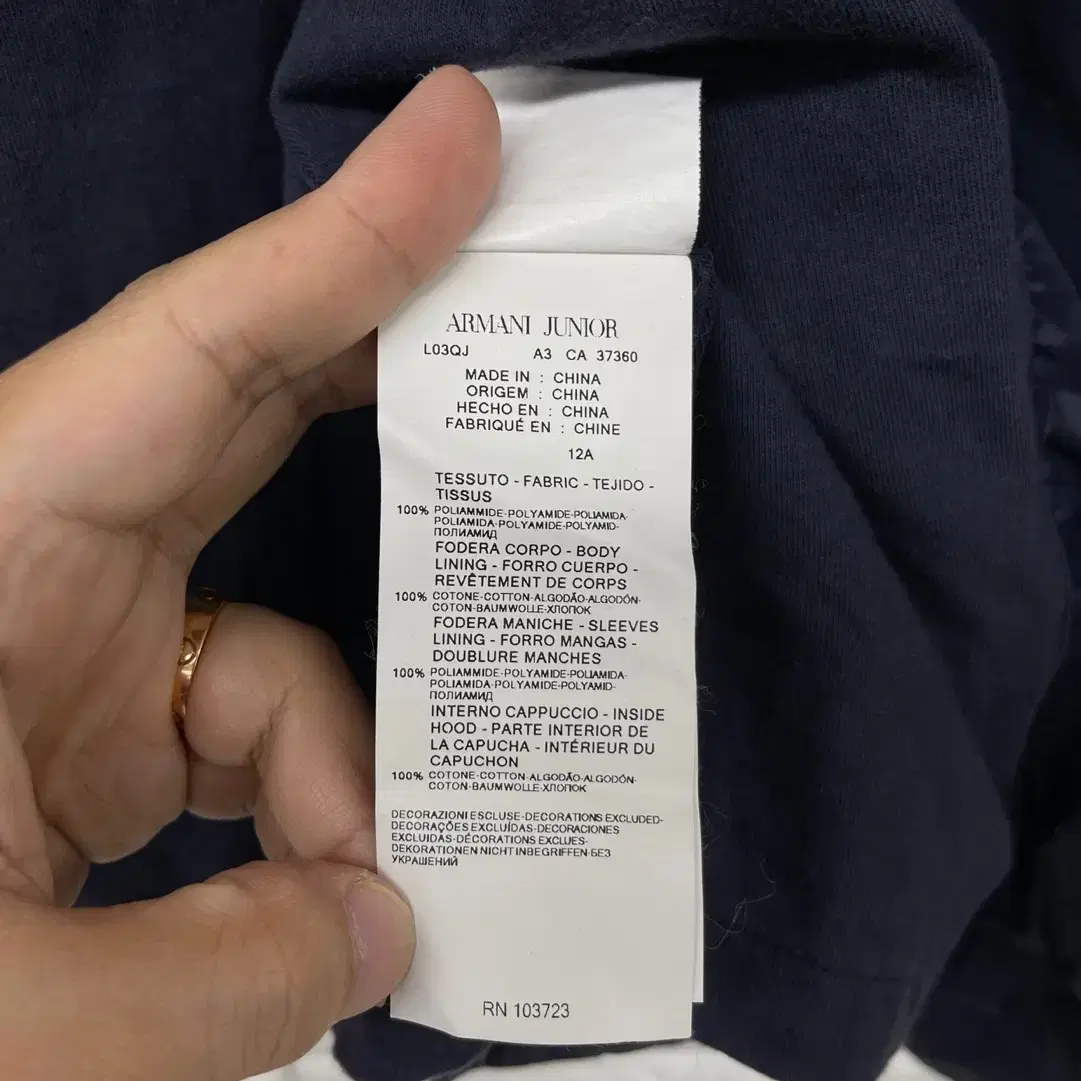 ARMANI JUNIOR
L03QJ A3 CA 37360
MADE IN : CHINA
ORIGEM : CHINA
HECHO EN : CHINA
FABRIQUÉ EN : CHINE
12A
TESSUTO - FABRIC - TEJIDO -
TISSUS
100% POLIAMMIDE-POLYAMIDE-POLIAMIDA-
POLIAMIDA-POLYAMIDE-POLYAMID-
ПОЛИАМИД
FODERA CORPO - BODY
LINING - FORRO CUERPO -
REVÊTEMENT DE CORPS
100% COTONE-COTTON-ALGODÃO-ALGODÓN-
COTON-BAUMWOLLE-ХЛОПОК
FODERA MANICHE - SLEEVES
LINING - FORRO MANGAS -
DOUBLURE MANCHES
100% POLIAMMIDE-POLYAMIDE-POLIAMIDA-
POLIAMIDA-POLYAMIDE-POLYAMID-
ПОЛИАМИД
INTERNO CAPPUCCIO - INSIDE
HOOD - PARTE INTERIOR DE
LA CAPUCHA - INTÉRIEUR DU
CAPUCHON
100% COTONE-COTTON-ALGODÃO-ALGODÓN-
COTON-BAUMWOLLE-ХЛОПОК
DECORAZIONI ESCLUSE-DECORATIONS EXCLUDED-
DECORAÇÕES EXCLUÍDAS-DECORACIONES
EXCLUIDAS-DÉCORATIONS EXCLUES-
DEKORATIONEN NICHT INBEGRIFFEN-БЕЗ
УКРАШЕНИЙ
RN 103723